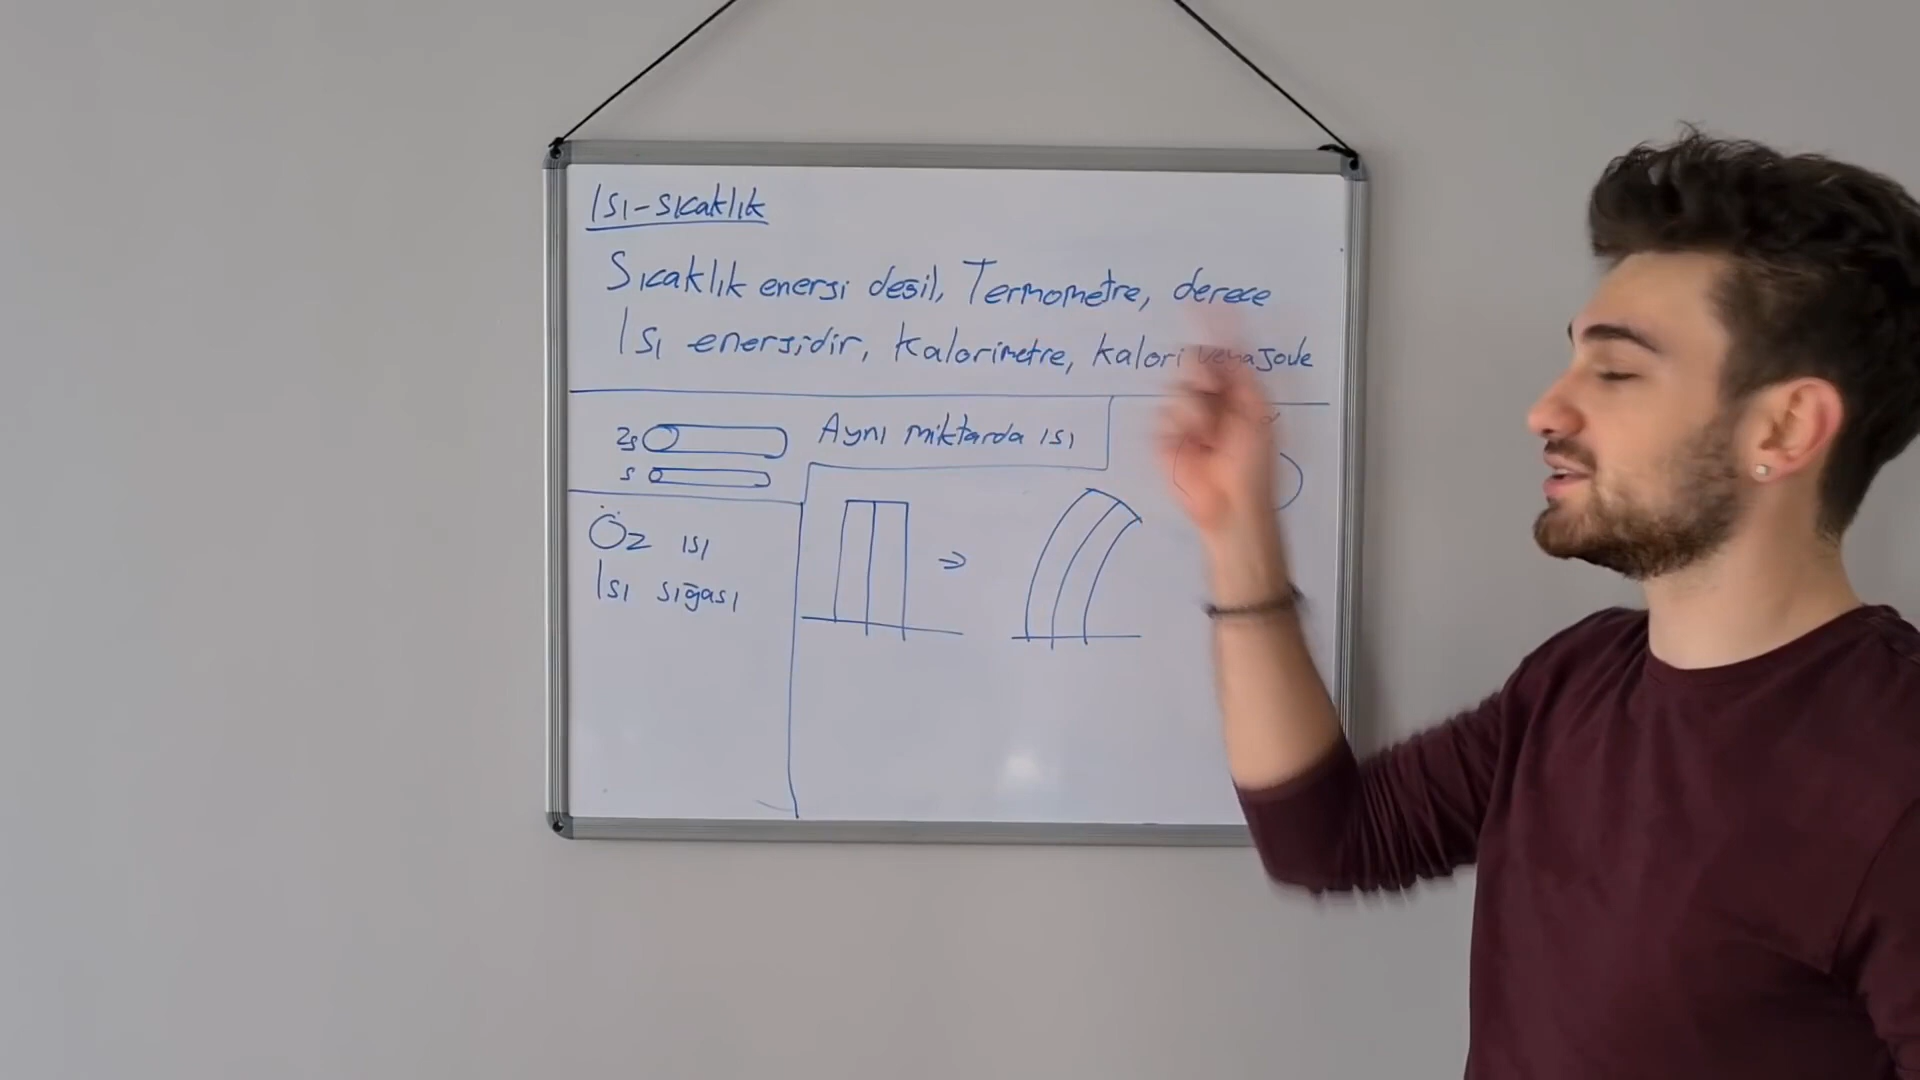 Isı-sıcaklık
Sıcaklık enerji değil, Termometre, derece
Isı enerjidir, Kalorimetre, kalori veya joule
2s
s
Aynı miktarda ısı
Öz ısı
Isı sığası